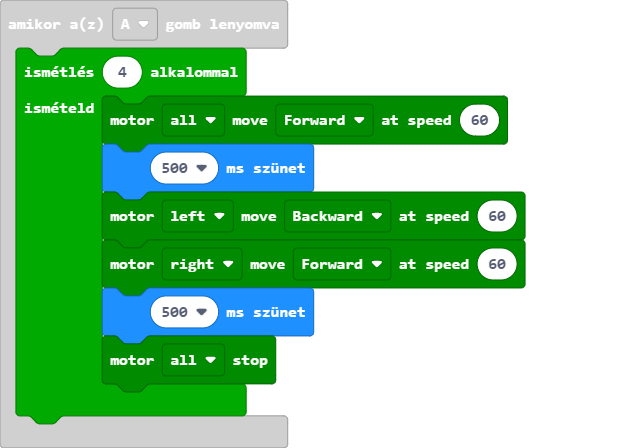 amikor a(z) A gomb lenyomva
ismétlés 4 alkalommal
ismételd
motor all move Forward at speed 60
500 ms szünet
motor left move Backward at speed 60
motor right move Forward at speed 60
500 ms szünet
motor all stop